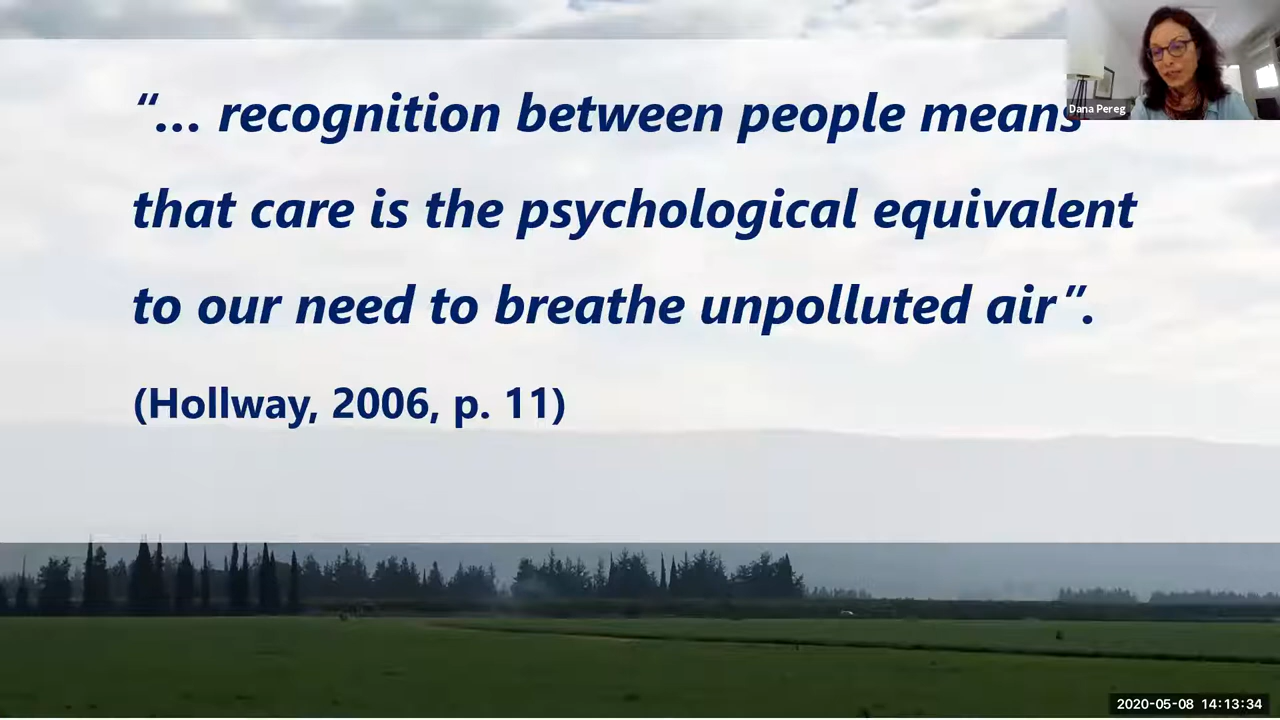 “... recognition between people means
that care is the psychological equivalent
to our need to breathe unpolluted air”.
(Hollway, 2006, p. 11)
Dana Pereg
2020-05-08 14:13:34